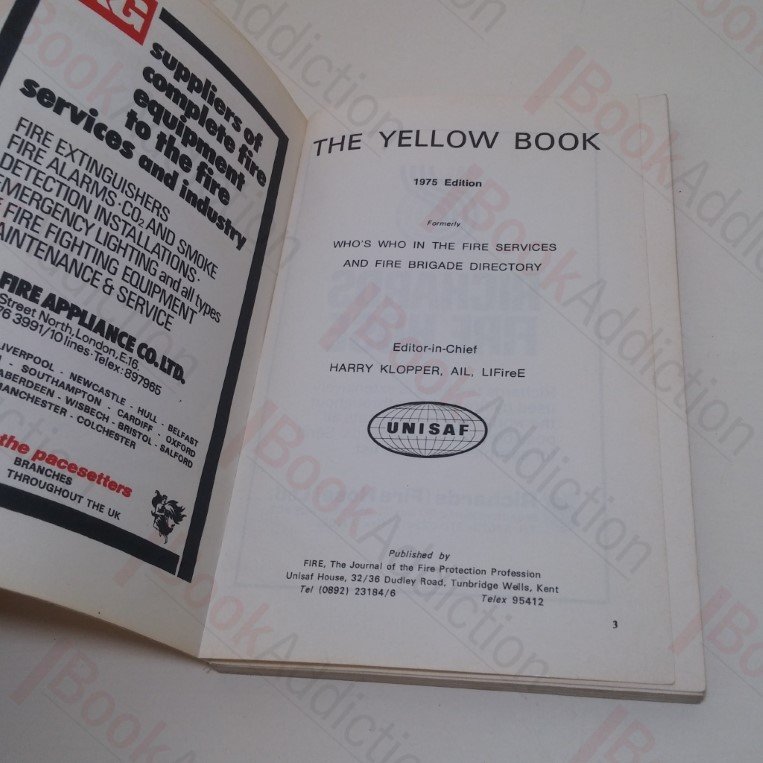 G
suppliers of
complete fire
equipment
to the fire
services and industry
FIRE EXTINGUISHERS
FIRE ALARMS · CO2 AND SMOKE
DETECTION INSTALLATIONS ·
EMERGENCY LIGHTING and all types
FIRE FIGHTING EQUIPMENT
MAINTENANCE & SERVICE
FIRE APPLIANCE CO. LTD.
Street North, London, E.16.
76 3991/10 lines · Telex: 897965
LIVERPOOL - NEWCASTLE - HULL - BELFAST
- SOUTHAMPTON - CARDIFF - OXFORD
ABERDEEN - WISBECH - BRISTOL - SALFORD
MANCHESTER - COLCHESTER
the pacesetters
BRANCHES
THROUGHOUT THE UK
THE YELLOW BOOK
1975 Edition
Formerly
WHO'S WHO IN THE FIRE SERVICES
AND FIRE BRIGADE DIRECTORY
Editor-in-Chief
HARRY KLOPPER, AIL, LIFireE
UNISAF
Published by
FIRE, The Journal of the Fire Protection Profession
Unisaf House, 32/36 Dudley Road, Tunbridge Wells, Kent
Tel (0892) 23184/6 Telex 95412
3
BookAddiction